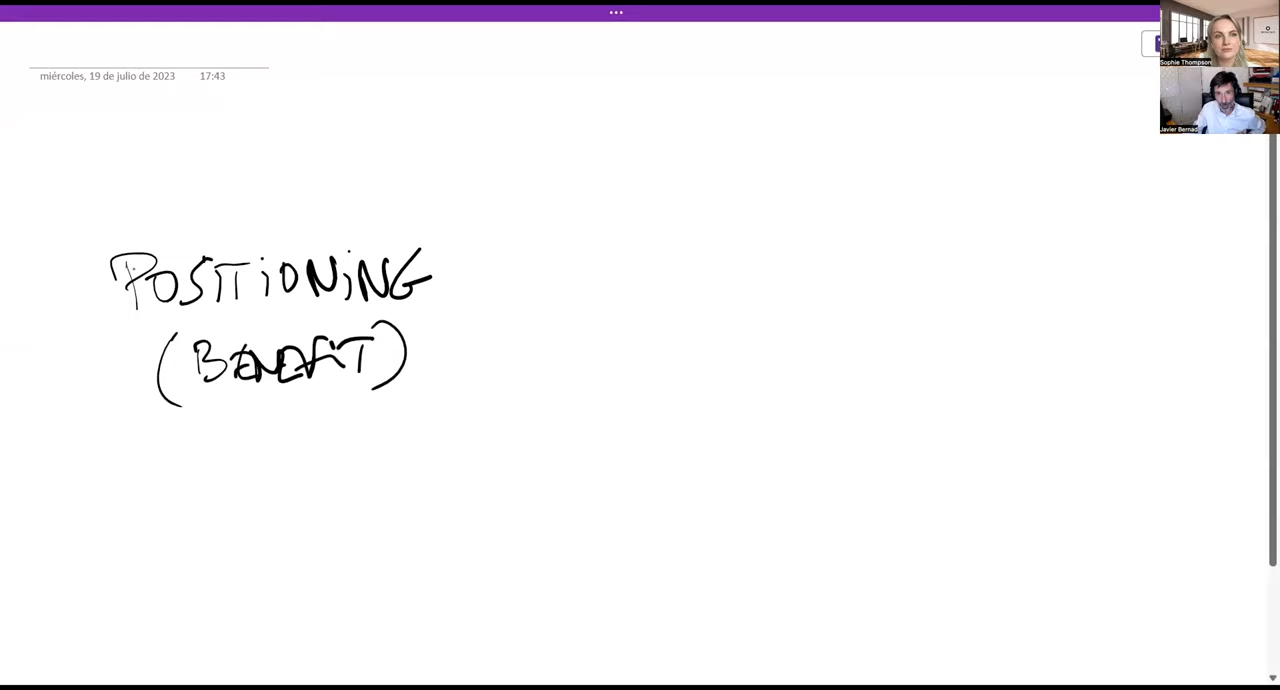 miércoles, 19 de julio de 2023 17:43
Sophie Thompson
Javier Bernad
POSITIONING
(BENEFIT)